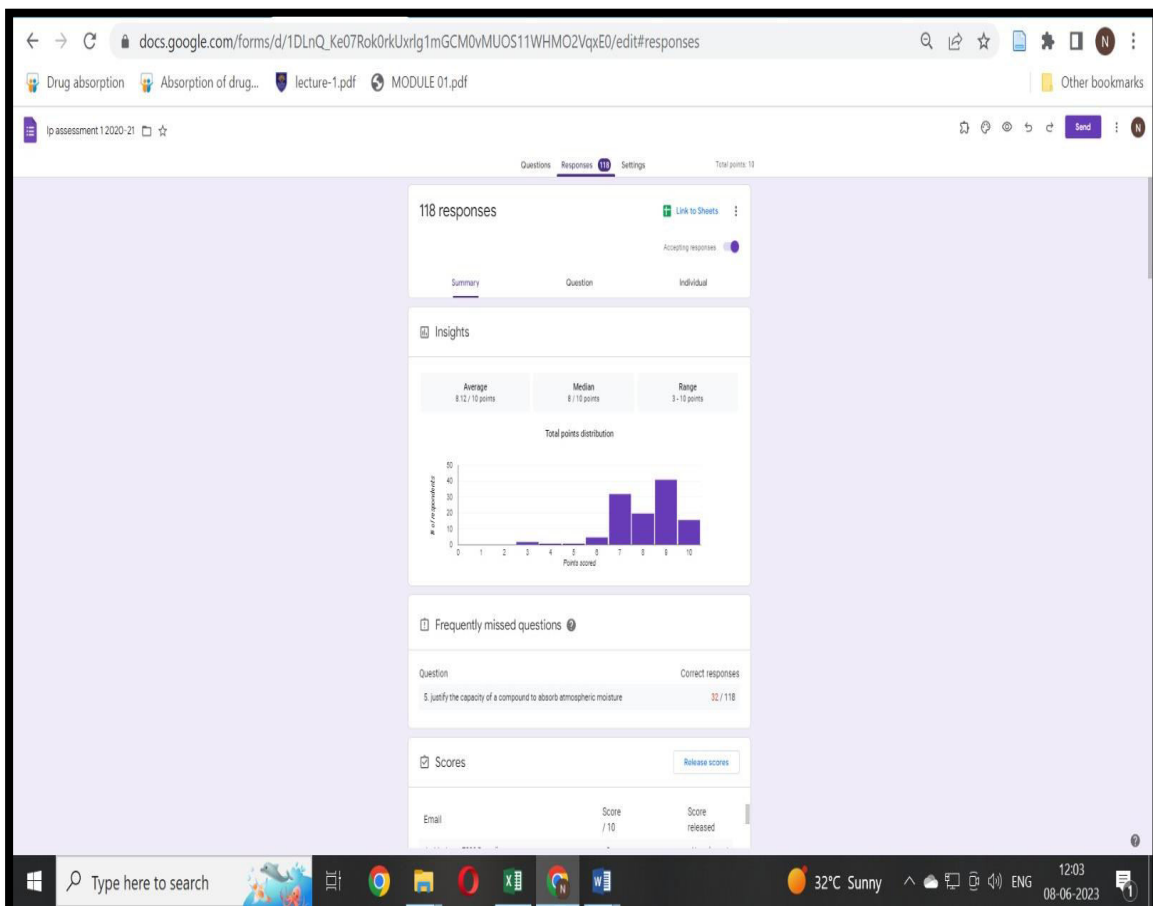 docs.google.com/forms/d/1DLnQ_Ke07Rok0rkUxrlg1mGCM0vMUOS11WHMO2VqxE0/edit#responses
N
Drug absorption Absorption of drug... lecture-1.pdf MODULE 01.pdf Other bookmarks
Ip assessment 1 2020-21 Send N
Questions Responses 118 Settings Total points: 10
118 responses Link to Sheets
Accepting responses
Summary Question Individual
Insights
Average Median Range
8.12 / 10 points 8 / 10 points 3 - 10 points
Total points distribution
# of respondents
50
40
30
20
10
0
0 1 2 3 4 5 6 7 8 9 10
Points scored
Frequently missed questions
Question Correct responses
5. justify the capacity of a compound to absorb atmospheric moisture 32 / 118
Scores Release scores
Email Score / 10 Score released
Type here to search 32°C Sunny ENG 12:03
08-06-2023
1